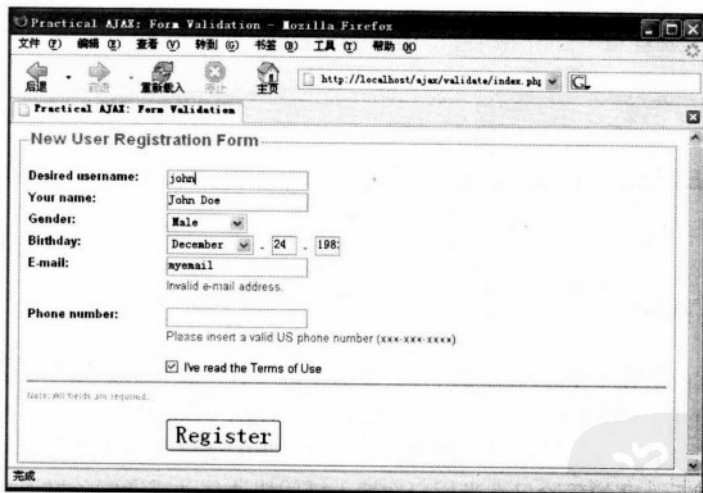 Practical AJAX: Form Validation - Mozilla Firefox
文件 (F) 编辑 (E) 查看 (V) 转到 (G) 书签 (B) 工具 (T) 帮助 (H)
后退 前进 重新载入 停止 主页 http://localhost/ajax/validate/index.php
Practical AJAX: Form Validation
New User Registration Form
Desired username: john
Your name: John Doe
Gender: Male
Birthday: December - 24 - 198
E-mail: myemail
Invalid e-mail address.
Phone number:
Please insert a valid US phone number (xxx-xxx-xxxx).
I've read the Terms of Use
Note: All fields are required.
Register
完成